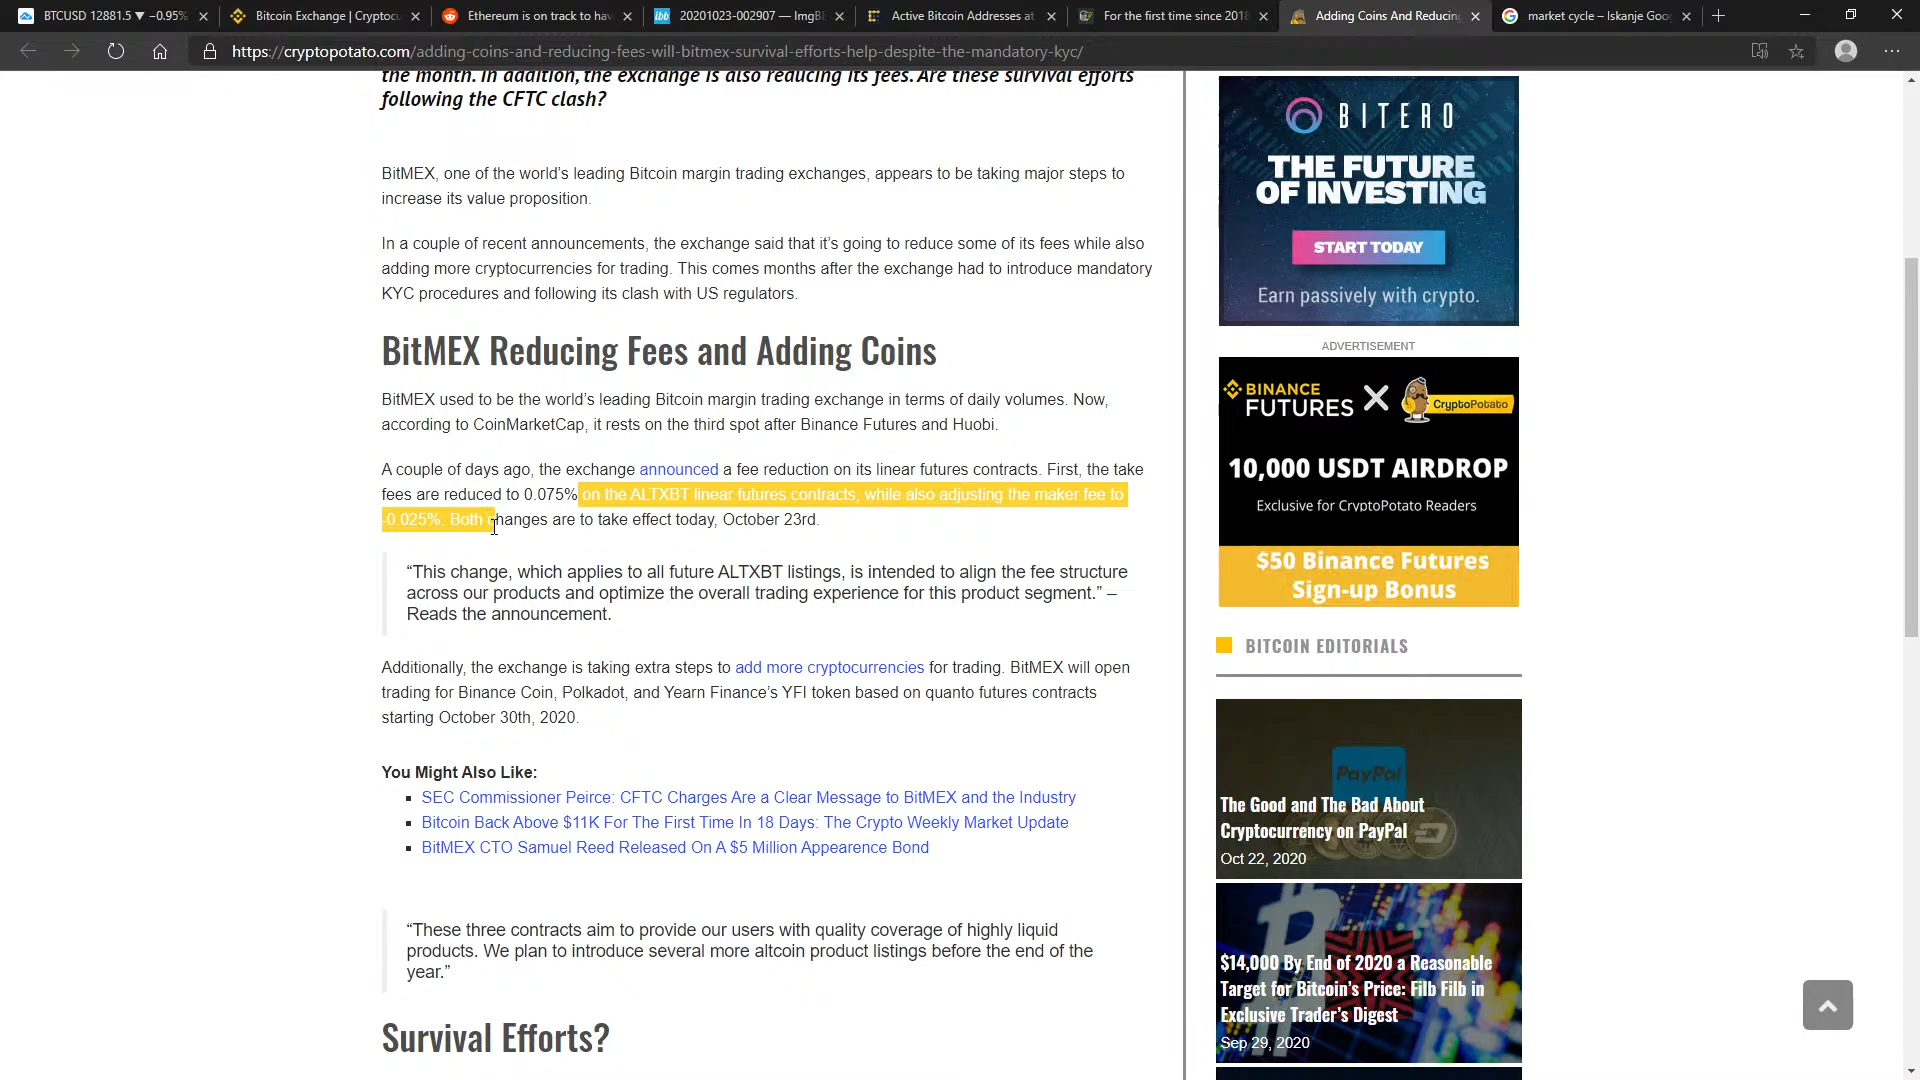 BTCUSD 12881.5 ▼ −0.95%
Bitcoin Exchange | Cryptocu
Ethereum is on track to hav
20201023-002907 — ImgBB
Active Bitcoin Addresses at
For the first time since 2018
Adding Coins And Reducing
market cycle – Iskanje Goog
https://cryptopotato.com/adding-coins-and-reducing-fees-will-bitmex-survival-efforts-help-despite-the-mandatory-kyc/
the month. In addition, the exchange is also reducing its fees. Are these survival efforts
following the CFTC clash?
BitMEX, one of the world’s leading Bitcoin margin trading exchanges, appears to be taking major steps to
increase its value proposition.
In a couple of recent announcements, the exchange said that it’s going to reduce some of its fees while also
adding more cryptocurrencies for trading. This comes months after the exchange had to introduce mandatory
KYC procedures and following its clash with US regulators.
BitMEX Reducing Fees and Adding Coins
BitMEX used to be the world’s leading Bitcoin margin trading exchange in terms of daily volumes. Now,
according to CoinMarketCap, it rests on the third spot after Binance Futures and Huobi.
A couple of days ago, the exchange announced a fee reduction on its linear futures contracts. First, the take
fees are reduced to 0.075% on the ALTXBT linear futures contracts, while also adjusting the maker fee to
-0.025%. Both changes are to take effect today, October 23rd.
“This change, which applies to all future ALTXBT listings, is intended to align the fee structure
across our products and optimize the overall trading experience for this product segment.” –
Reads the announcement.
Additionally, the exchange is taking extra steps to add more cryptocurrencies for trading. BitMEX will open
trading for Binance Coin, Polkadot, and Yearn Finance’s YFI token based on quanto futures contracts
starting October 30th, 2020.
You Might Also Like:
SEC Commissioner Peirce: CFTC Charges Are a Clear Message to BitMEX and the Industry
Bitcoin Back Above $11K For The First Time In 18 Days: The Crypto Weekly Market Update
BitMEX CTO Samuel Reed Released On A $5 Million Appearence Bond
“These three contracts aim to provide our users with quality coverage of highly liquid
products. We plan to introduce several more altcoin product listings before the end of the
year.”
Survival Efforts?
BITERO
THE FUTURE
OF INVESTING
START TODAY
Earn passively with crypto.
ADVERTISEMENT
BINANCE
FUTURES
CryptoPotato
10,000 USDT AIRDROP
Exclusive for CryptoPotato Readers
$50 Binance Futures
Sign-up Bonus
BITCOIN EDITORIALS
PayPal
The Good and The Bad About
Cryptocurrency on PayPal
Oct 22, 2020
$14,000 By End of 2020 a Reasonable
Target for Bitcoin’s Price: Filb Filb in
Exclusive Trader’s Digest
Sep 29, 2020